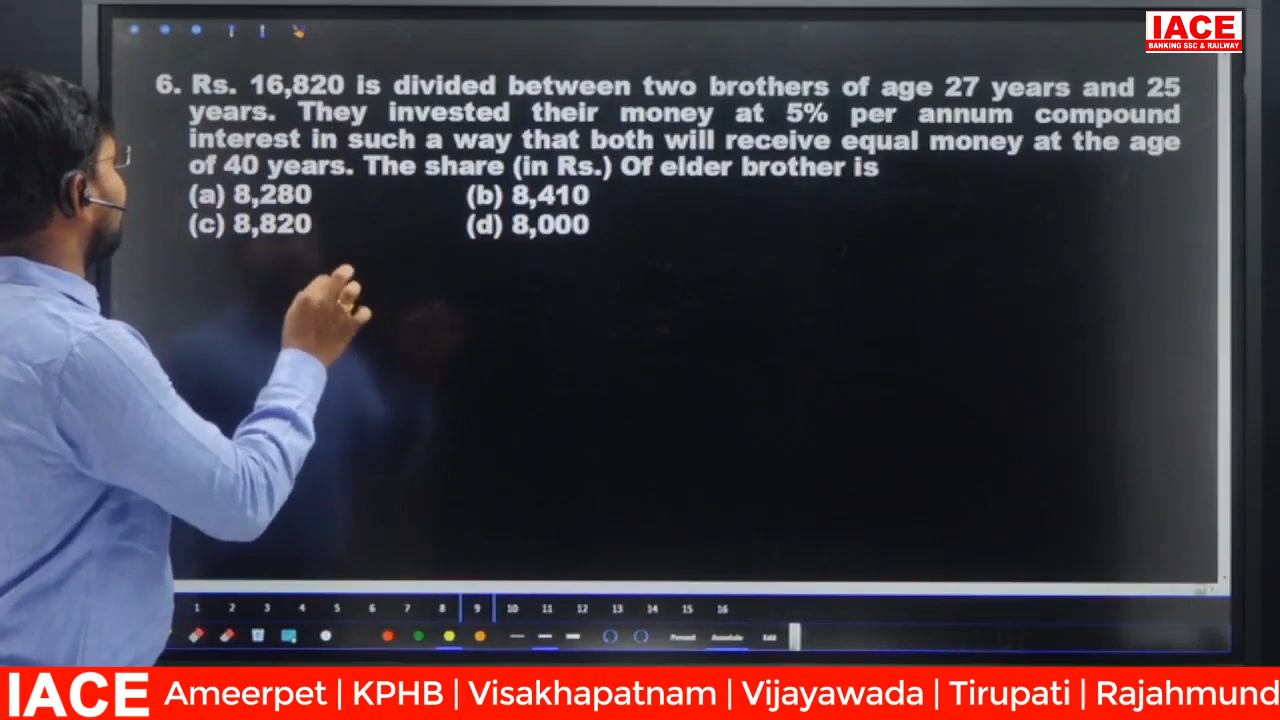 IACE
BANKING SSC & RAILWAY
6. Rs. 16,820 is divided between two brothers of age 27 years and 25
years. They invested their money at 5% per annum compound
interest in such a way that both will receive equal money at the age
of 40 years. The share (in Rs.) Of elder brother is
(a) 8,280 (b) 8,410
(c) 8,820 (d) 8,000
1 2 3 4 5 6 7 8 9 10 11 12 13 14 15 16
Edit
IACE Ameerpet | KPHB | Visakhapatnam | Vijayawada | Tirupati | Rajahmund